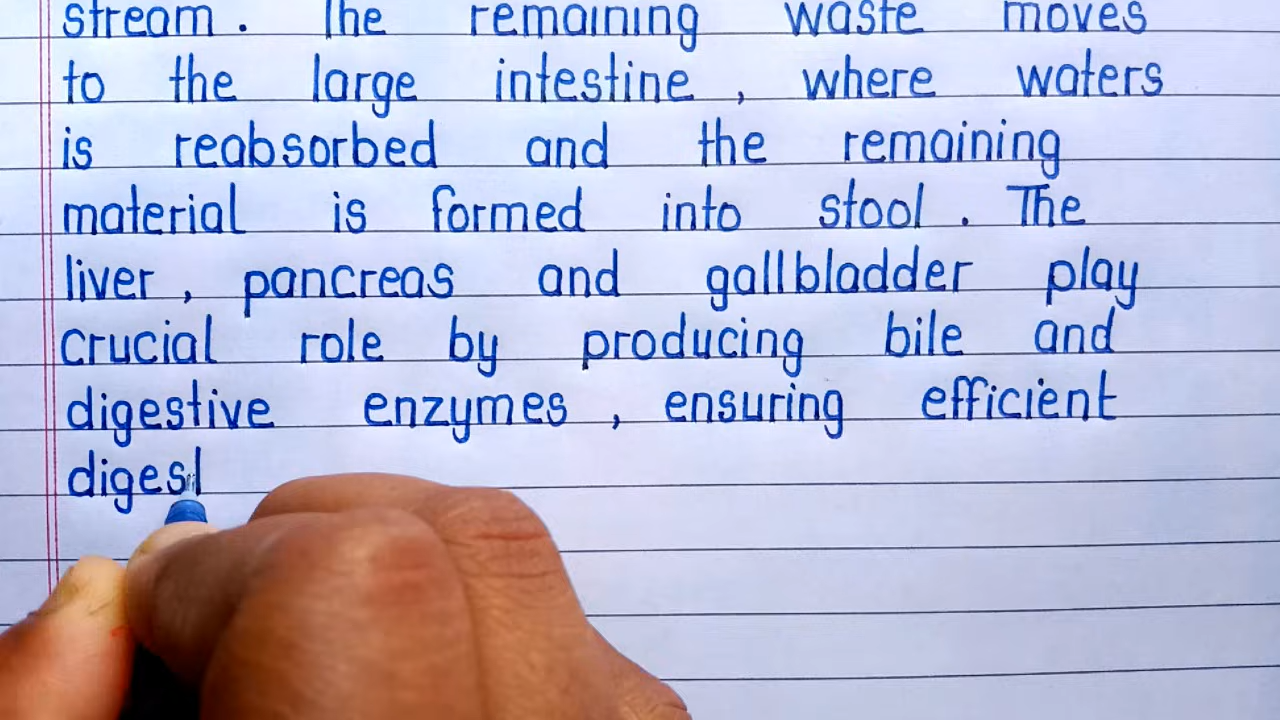 stream. The remaining waste moves
to the large intestine, where waters
is reabsorbed and the remaining
material is formed into stool. The
liver, pancreas and gallbladder play
crucial role by producing bile and
digestive enzymes, ensuring efficient